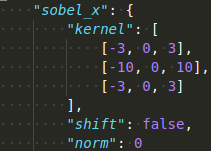 "sobel_x": {
"kernel": [
[-3, 0, 3],
[-10, 0, 10],
[-3, 0, 3]
],
"shift": false,
"norm": 0